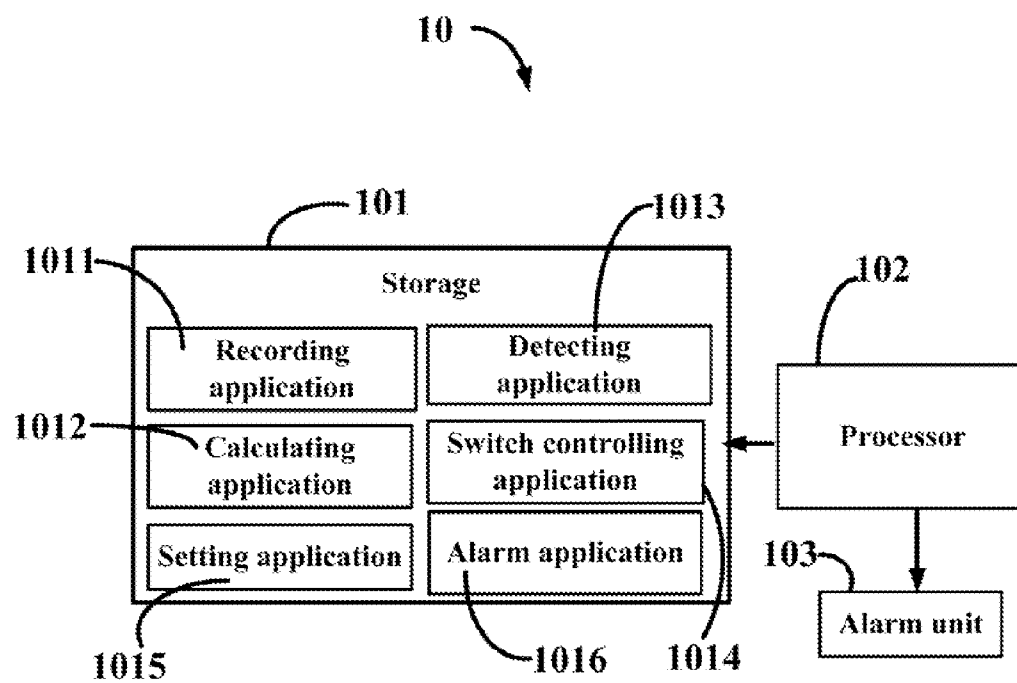 10
101
1013
1011
Storage
102
Recording
application
Detecting
application
1012
Calculating
application
Switch controlling
application
Processor
Setting application
Alarm application
103
Alarm unit
1015
1016
1014